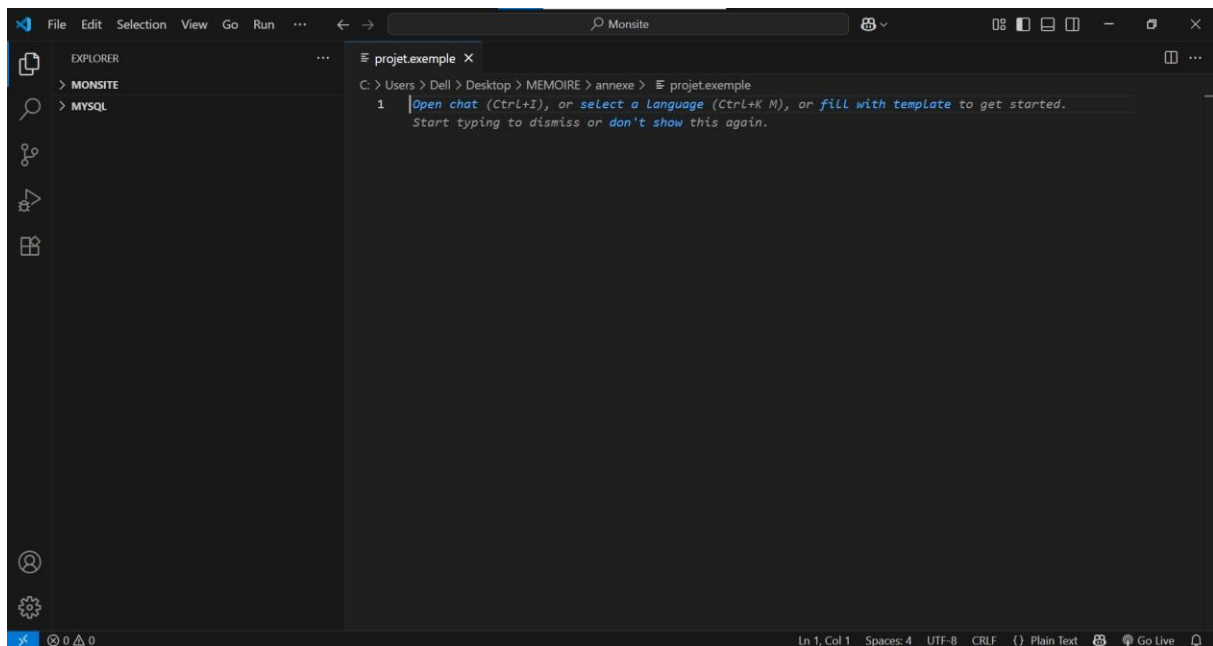 File Edit Selection View Go Run ··· Monsite
EXPLORER ···
MONSITE
MYSQL
projet.exemple
C: > Users > Dell > Desktop > MEMOIRE > annexe > projet.exemple
1 Open chat (Ctrl+I), or select a language (Ctrl+K M), or fill with template to get started.
Start typing to dismiss or don't show this again.
0 0 Ln 1, Col 1 Spaces: 4 UTF-8 CRLF {} Plain Text Go Live